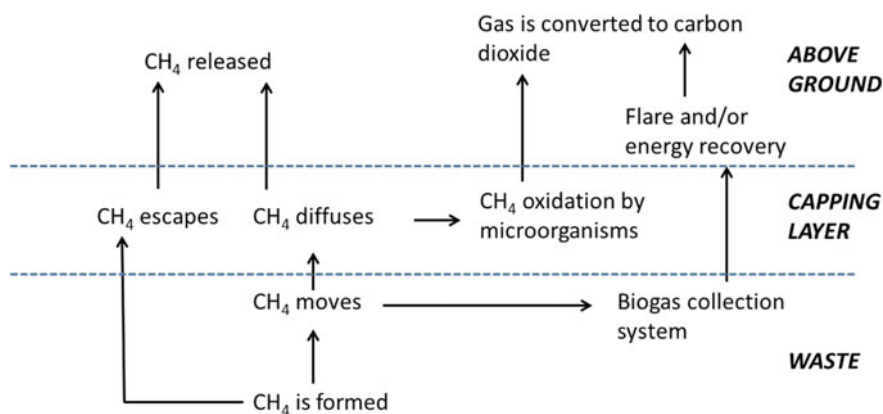 Gas is converted to carbon
dioxide
ABOVE
GROUND
CH₄ released
Flare and/or
energy recovery
CH₄ escapes
CH₄ diffuses
CH₄ oxidation by
microorganisms
CAPPING
LAYER
CH₄ moves
Biogas collection
system
WASTE
CH₄ is formed